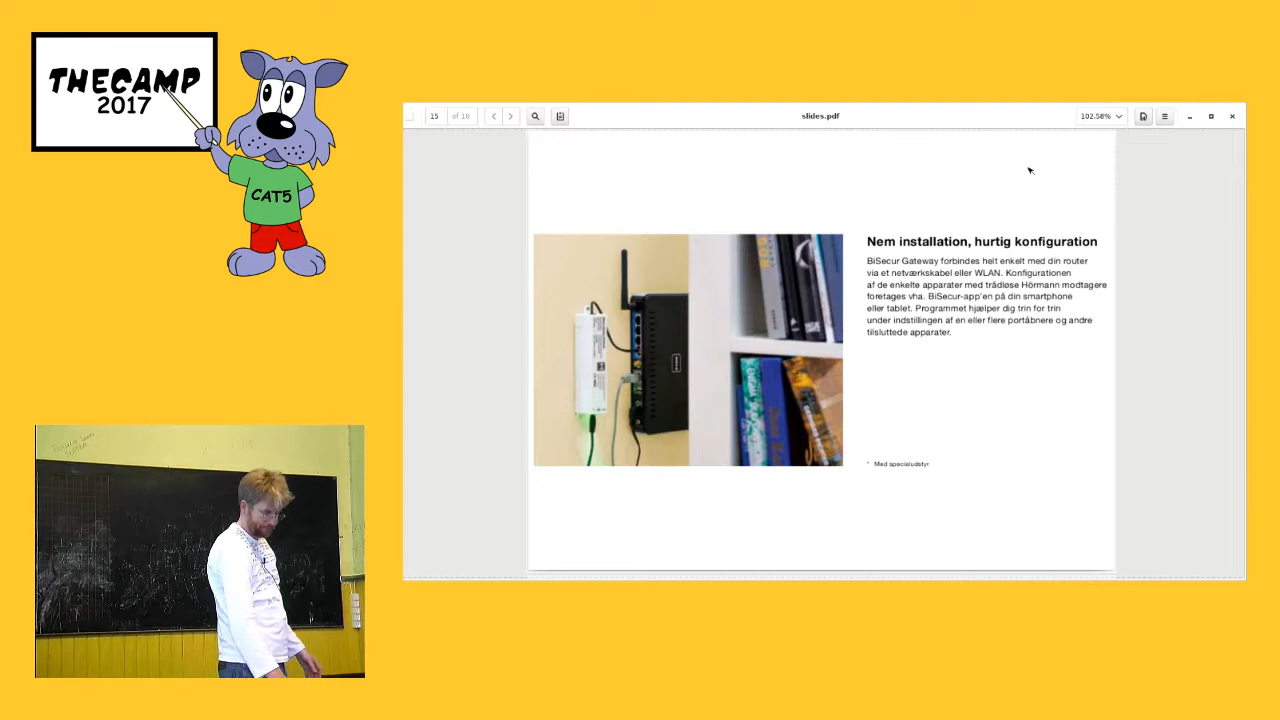 THECAMP
2017
CAT5
15 of 18
slides.pdf
102.58%
Nem installation, hurtig konfiguration
BiSecur Gateway forbindes helt enkelt med din router
via et netværkskabel eller WLAN. Konfigurationen
af de enkelte apparater med trådløse Hörmann modtagere
foretages vha. BiSecur-app'en på din smartphone
eller tablet. Programmet hjælper dig trin for trin
under indstillingen af en eller flere portåbnere og andre
tilsluttede apparater.
* Med specialudstyr